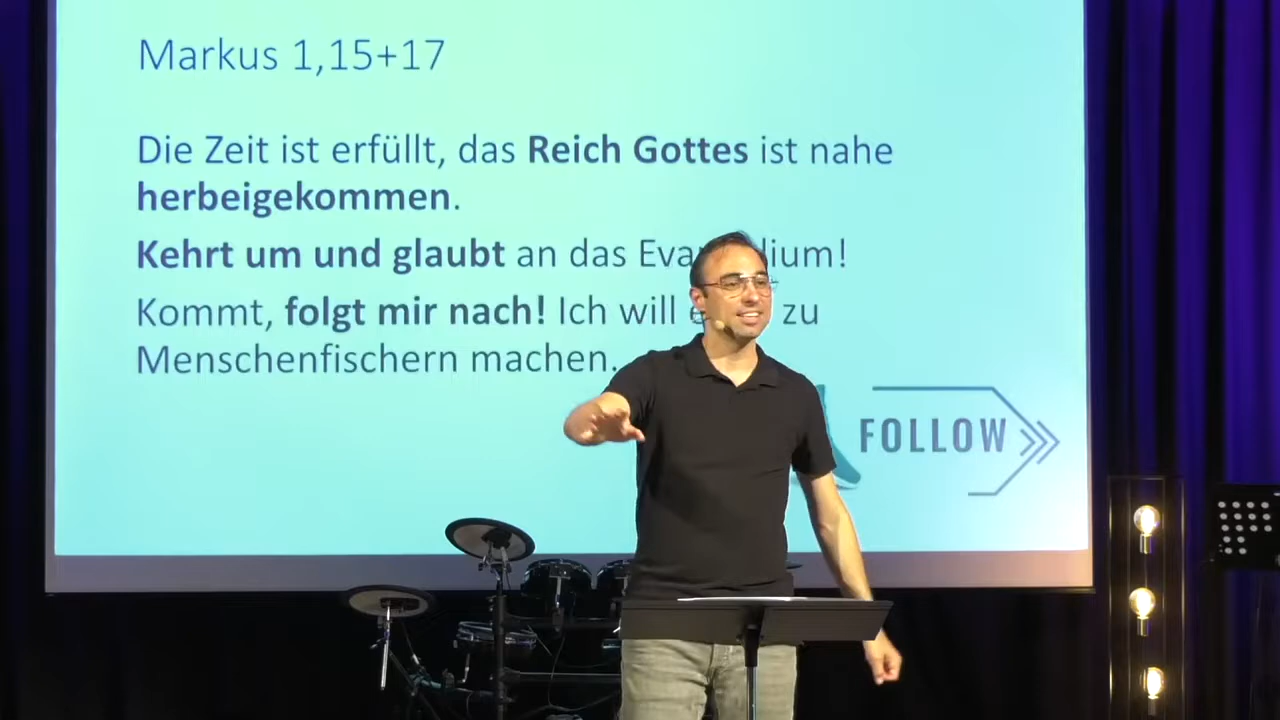 Markus 1,15+17
Die Zeit ist erfüllt, das Reich Gottes ist nahe
herbeigekommen.
Kehrt um und glaubt an das
Kommt, folgt mir nach! Ich will zu
Menschenfischern machen.
FOLLOW